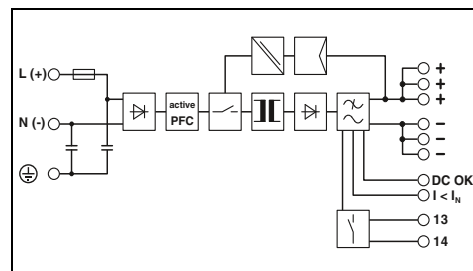 L (+)
N (-)
active
PFC
+
+
+
−
−
−
DC OK
I < IN
13
14